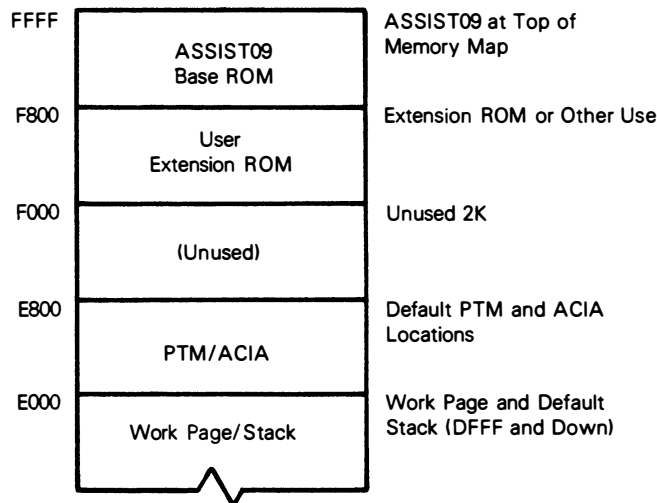 FFFF
ASSIST09
Base ROM
ASSIST09 at Top of
Memory Map
F800
User
Extension ROM
Extension ROM or Other Use
F000
(Unused)
Unused 2K
E800
PTM/ACIA
Default PTM and ACIA
Locations
E000
Work Page/Stack
Work Page and Default
Stack (DFFF and Down)